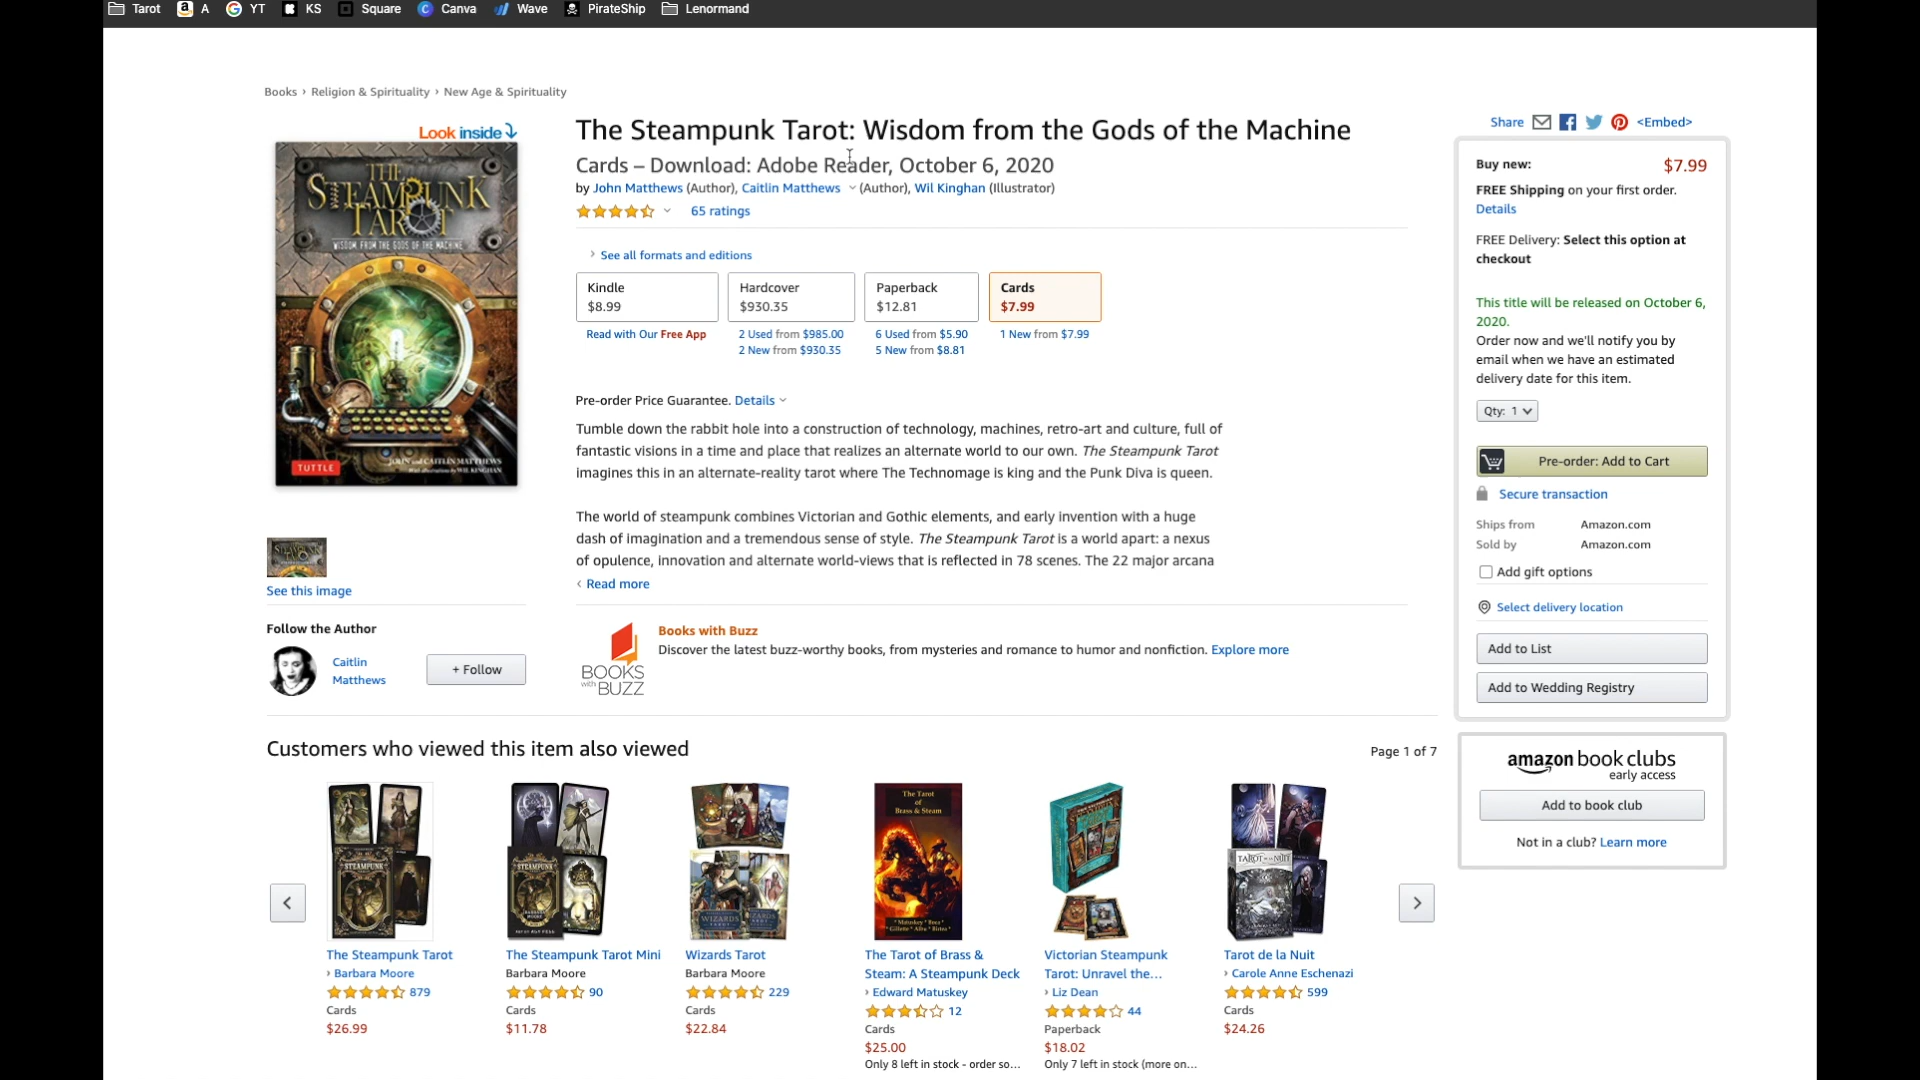 Tarot A YT KS Square Canva Wave PirateShip Lenormand
Books › Religion & Spirituality › New Age & Spirituality
Look inside
THE
STEAMPUNK
TAROT
WISDOM FROM THE GODS OF THE MACHINE
TUTTLE
JOHN AND CAITLÍN MATTHEWS
With illustrations by WIL KINGHAN
See this image
Follow the Author
Caitlin
Matthews
+ Follow
The Steampunk Tarot: Wisdom from the Gods of the Machine
Cards – Download: Adobe Reader, October 6, 2020
by John Matthews (Author), Caitlin Matthews (Author), Wil Kinghan (Illustrator)
65 ratings
› See all formats and editions
Kindle
$8.99
Read with Our Free App
Hardcover
$930.35
2 Used from $985.00
2 New from $930.35
Paperback
$12.81
6 Used from $5.90
5 New from $8.81
Cards
$7.99
1 New from $7.99
Pre-order Price Guarantee. Details
Tumble down the rabbit hole into a construction of technology, machines, retro-art and culture, full of
fantastic visions in a time and place that realizes an alternate world to our own. The Steampunk Tarot
imagines this in an alternate-reality tarot where The Technomage is king and the Punk Diva is queen.
The world of steampunk combines Victorian and Gothic elements, and early invention with a huge
dash of imagination and a tremendous sense of style. The Steampunk Tarot is a world apart: a nexus
of opulence, innovation and alternate world-views that is reflected in 78 scenes. The 22 major arcana
‹ Read more
BOOKS
with BUZZ
Books with Buzz
Discover the latest buzz-worthy books, from mysteries and romance to humor and nonfiction. Explore more
Share <Embed>
Buy new: $7.99
FREE Shipping on your first order.
Details
FREE Delivery: Select this option at
checkout
This title will be released on October 6,
2020.
Order now and we'll notify you by
email when we have an estimated
delivery date for this item.
Qty: 1
Pre-order: Add to Cart
Secure transaction
Ships from Amazon.com
Sold by Amazon.com
Add gift options
Select delivery location
Add to List
Add to Wedding Registry
amazon book clubs
early access
Add to book club
Not in a club? Learn more
Customers who viewed this item also viewed
Page 1 of 7
STEAMPUNK
The Steampunk Tarot
› Barbara Moore
879
Cards
$26.99
STEAMPUNK
BARBARA MOORE
The Steampunk Tarot Mini
Barbara Moore
90
Cards
$11.78
WIZARDS
Wizards Tarot
Barbara Moore
229
Cards
$22.84
The Tarot
of
Brass & Steam
The Tarot of Brass &
Steam: A Steampunk Deck
› Edward Matuskey
12
Cards
$25.00
Only 8 left in stock - order so...
Victorian Steampunk
Tarot: Unravel the...
› Liz Dean
44
Paperback
$18.02
Only 7 left in stock (more on...
TAROT DE LA NUIT
Tarot de la Nuit
› Carole Anne Eschenazi
599
Cards
$24.26